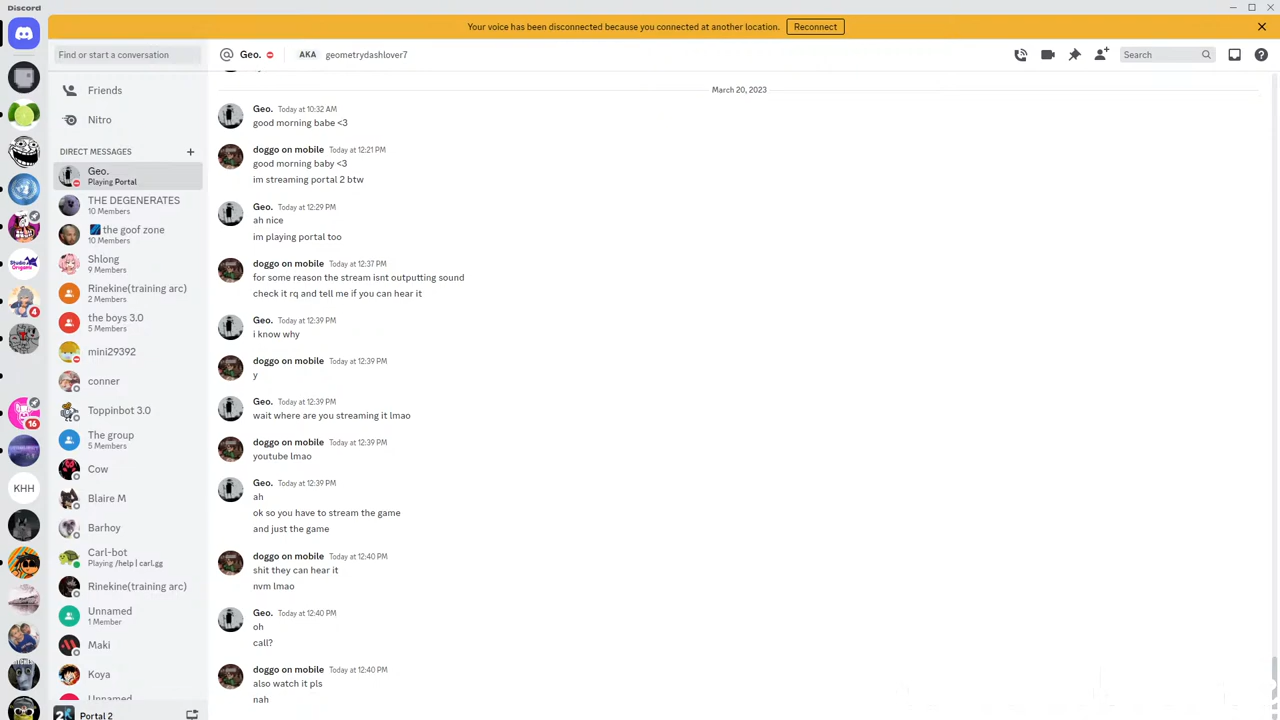 Discord
Your voice has been disconnected because you connected at another location.
Reconnect
Find or start a conversation
Geo.
AKA
geometrydashlover7
Search
Friends
Nitro
DIRECT MESSAGES
Geo.
Playing Portal
THE DEGENERATES
10 Members
the goof zone
10 Members
Shlong
9 Members
Rinekine(training arc)
2 Members
the boys 3.0
5 Members
mini29392
conner
Toppinbot 3.0
The group
5 Members
Cow
Blaire M
Barhoy
Carl-bot
Playing /help | carl.gg
Rinekine(training arc)
Unnamed
1 Member
Maki
Koya
Unnamed
Portal 2
4
16
KHH
March 20, 2023
Geo. Today at 10:32 AM
good morning babe <3
doggo on mobile Today at 12:21 PM
good morning baby <3
im streaming portal 2 btw
Geo. Today at 12:29 PM
ah nice
im playing portal too
doggo on mobile Today at 12:37 PM
for some reason the stream isnt outputting sound
check it rq and tell me if you can hear it
Geo. Today at 12:39 PM
i know why
doggo on mobile Today at 12:39 PM
y
Geo. Today at 12:39 PM
wait where are you streaming it lmao
doggo on mobile Today at 12:39 PM
youtube lmao
Geo. Today at 12:39 PM
ah
ok so you have to stream the game
and just the game
doggo on mobile Today at 12:40 PM
shit they can hear it
nvm lmao
Geo. Today at 12:40 PM
oh
call?
doggo on mobile Today at 12:40 PM
also watch it pls
nah